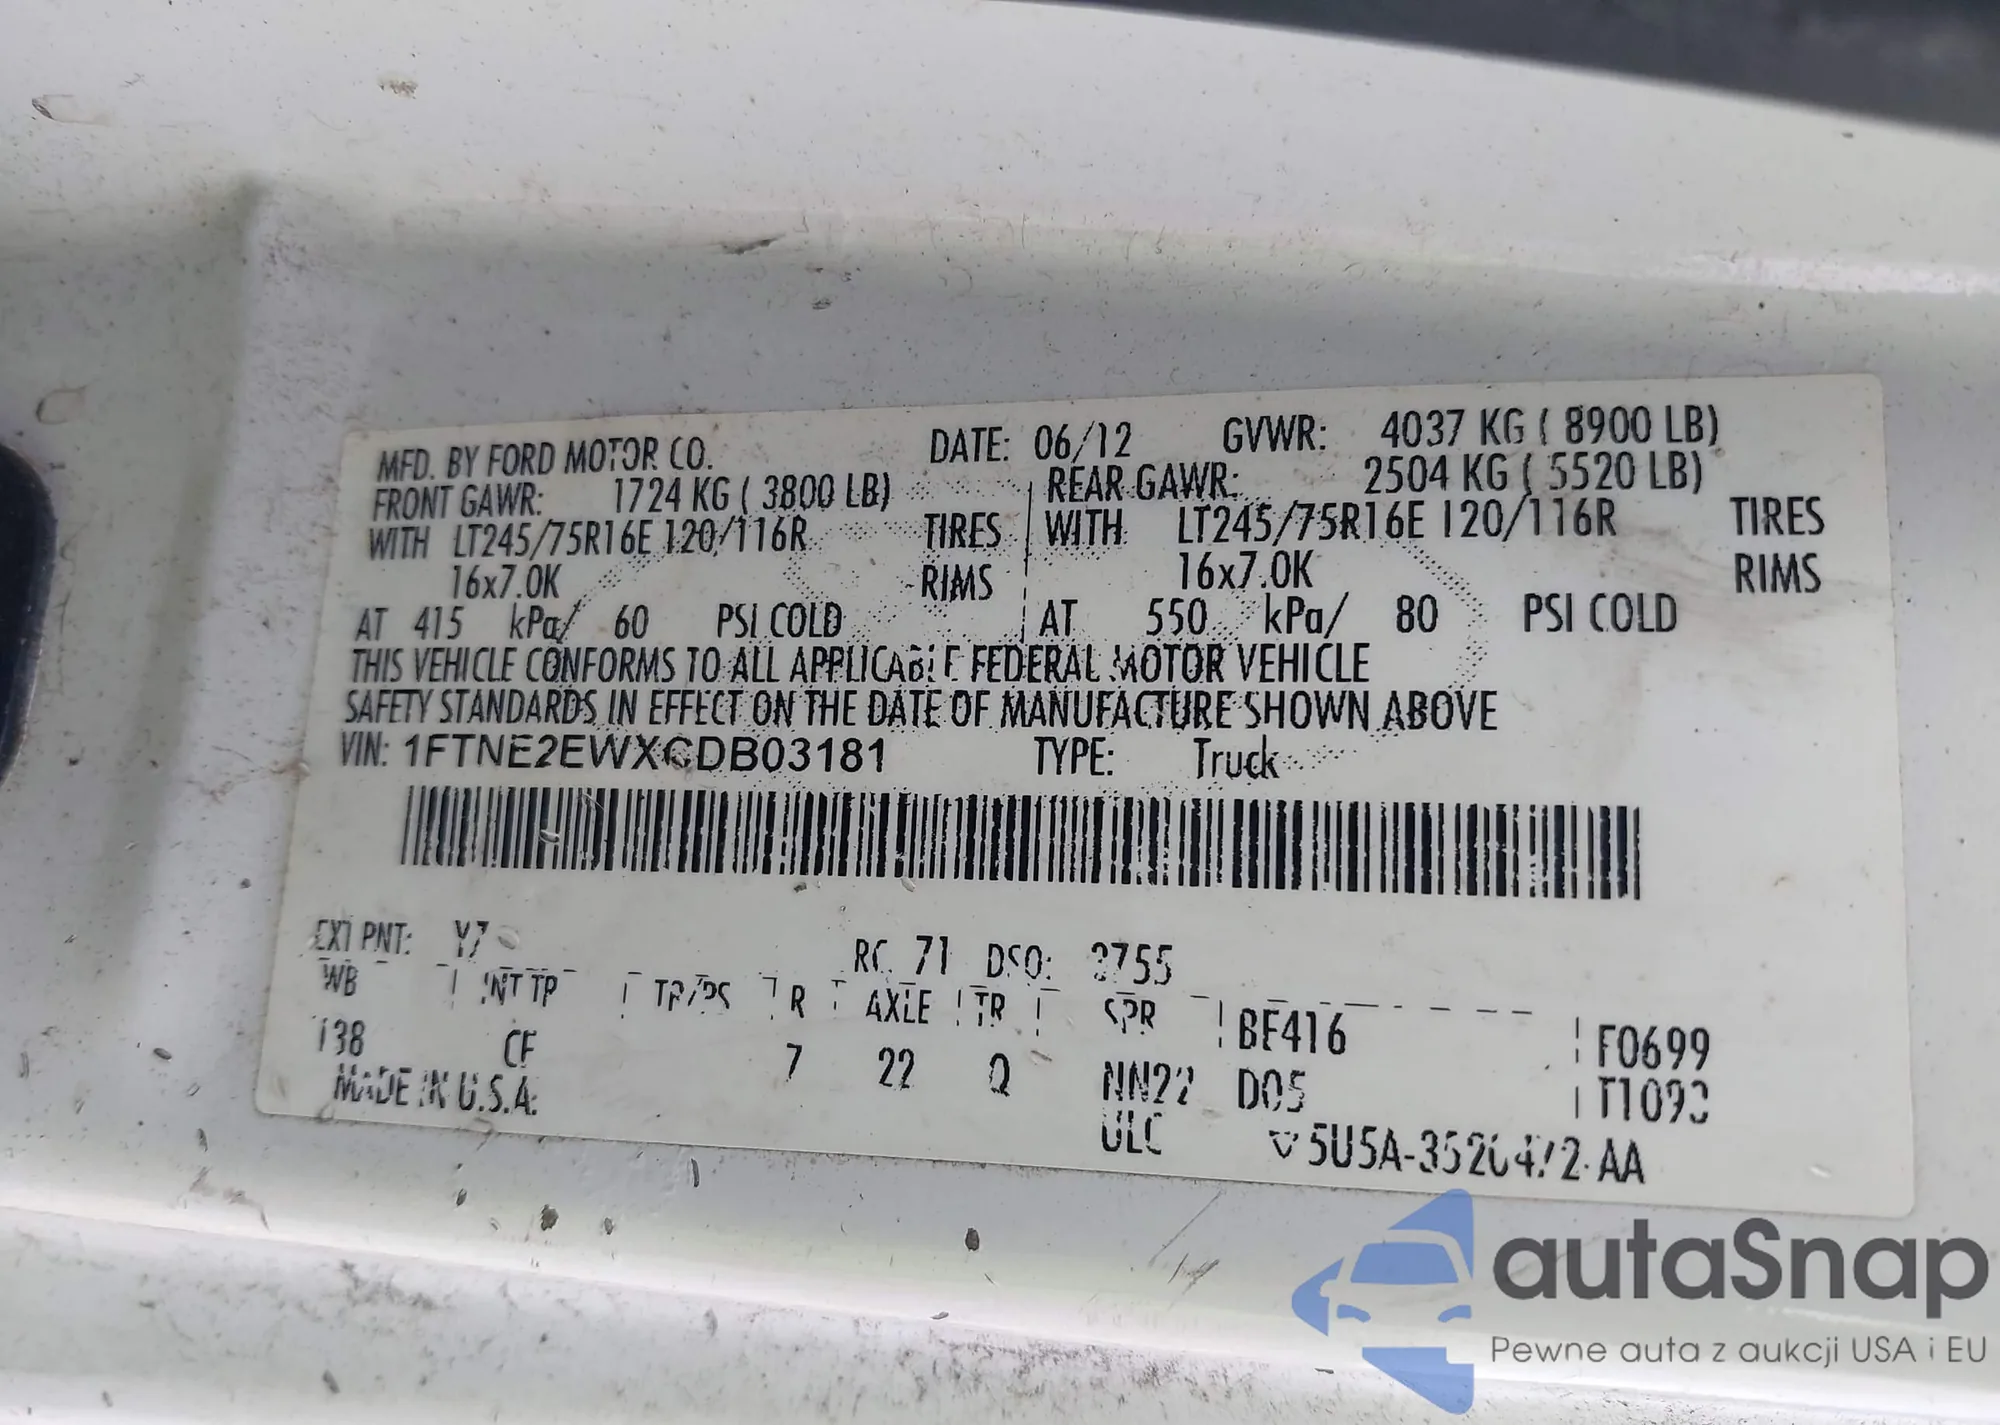 MFD. BY FORD MOTOR CO. DATE: 06/12 GVWR: 4037 KG ( 8900 LB)
FRONT GAWR: 1724 KG ( 3800 LB) REAR GAWR: 2504 KG ( 5520 LB)
WITH LT245/75R16E 120/116R TIRES WITH LT245/75R16E 120/116R TIRES
16x7.0K RIMS 16x7.0K RIMS
AT 415 kPa/ 60 PSI COLD AT 550 kPa/ 80 PSI COLD
THIS VEHICLE CONFORMS TO ALL APPLICABLE FEDERAL MOTOR VEHICLE
SAFETY STANDARDS IN EFFECT ON THE DATE OF MANUFACTURE SHOWN ABOVE
VIN: 1FTNE2EWXCDB03181 TYPE: Truck
EXT PNT: YZ RC: 71 DSO:
WB INT TP TP/PS R AXLE TR SPR BF416 F0699
138 CF 7 22 Q NN22 D05
MADE IN U.S.A. ULC
autaSnap
Pewne auta z aukcji USA i EU